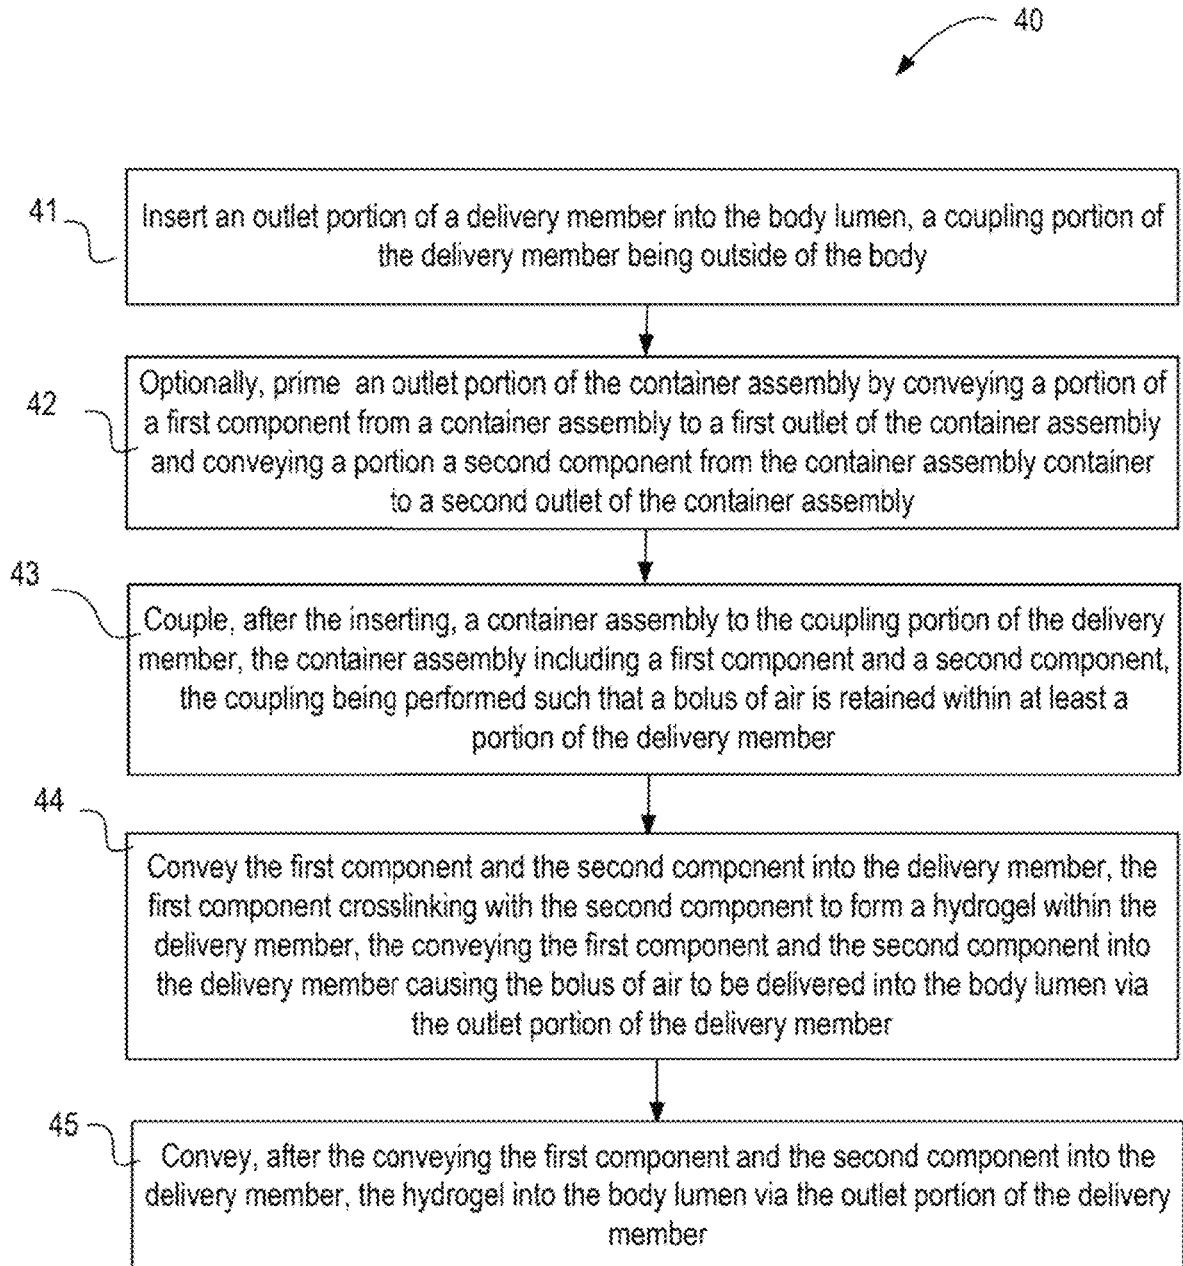 40
41
Insert an outlet portion of a delivery member into the body lumen, a coupling portion of
the delivery member being outside of the body
42
Optionally, prime an outlet portion of the container assembly by conveying a portion of
a first component from a container assembly to a first outlet of the container assembly
and conveying a portion a second component from the container assembly container
to a second outlet of the container assembly
43
Couple, after the inserting, a container assembly to the coupling portion of the delivery
member, the container assembly including a first component and a second component,
the coupling being performed such that a bolus of air is retained within at least a
portion of the delivery member
44
Convey the first component and the second component into the delivery member, the
first component crosslinking with the second component to form a hydrogel within the
delivery member, the conveying the first component and the second component into
the delivery member causing the bolus of air to be delivered into the body lumen via
the outlet portion of the delivery member
45
Convey, after the conveying the first component and the second component into the
delivery member, the hydrogel into the body lumen via the outlet portion of the delivery
member